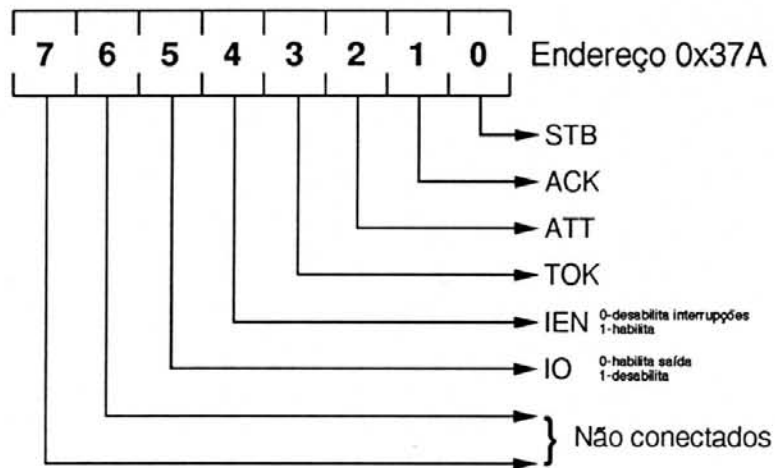 7 6 5 4 3 2 1 0 Endereço 0x37A
STB
ACK
ATT
TOK
IEN 0-desabilita interrupções
1-habilita
IO 0-habilita saída
1-desabilita
} Não conectados